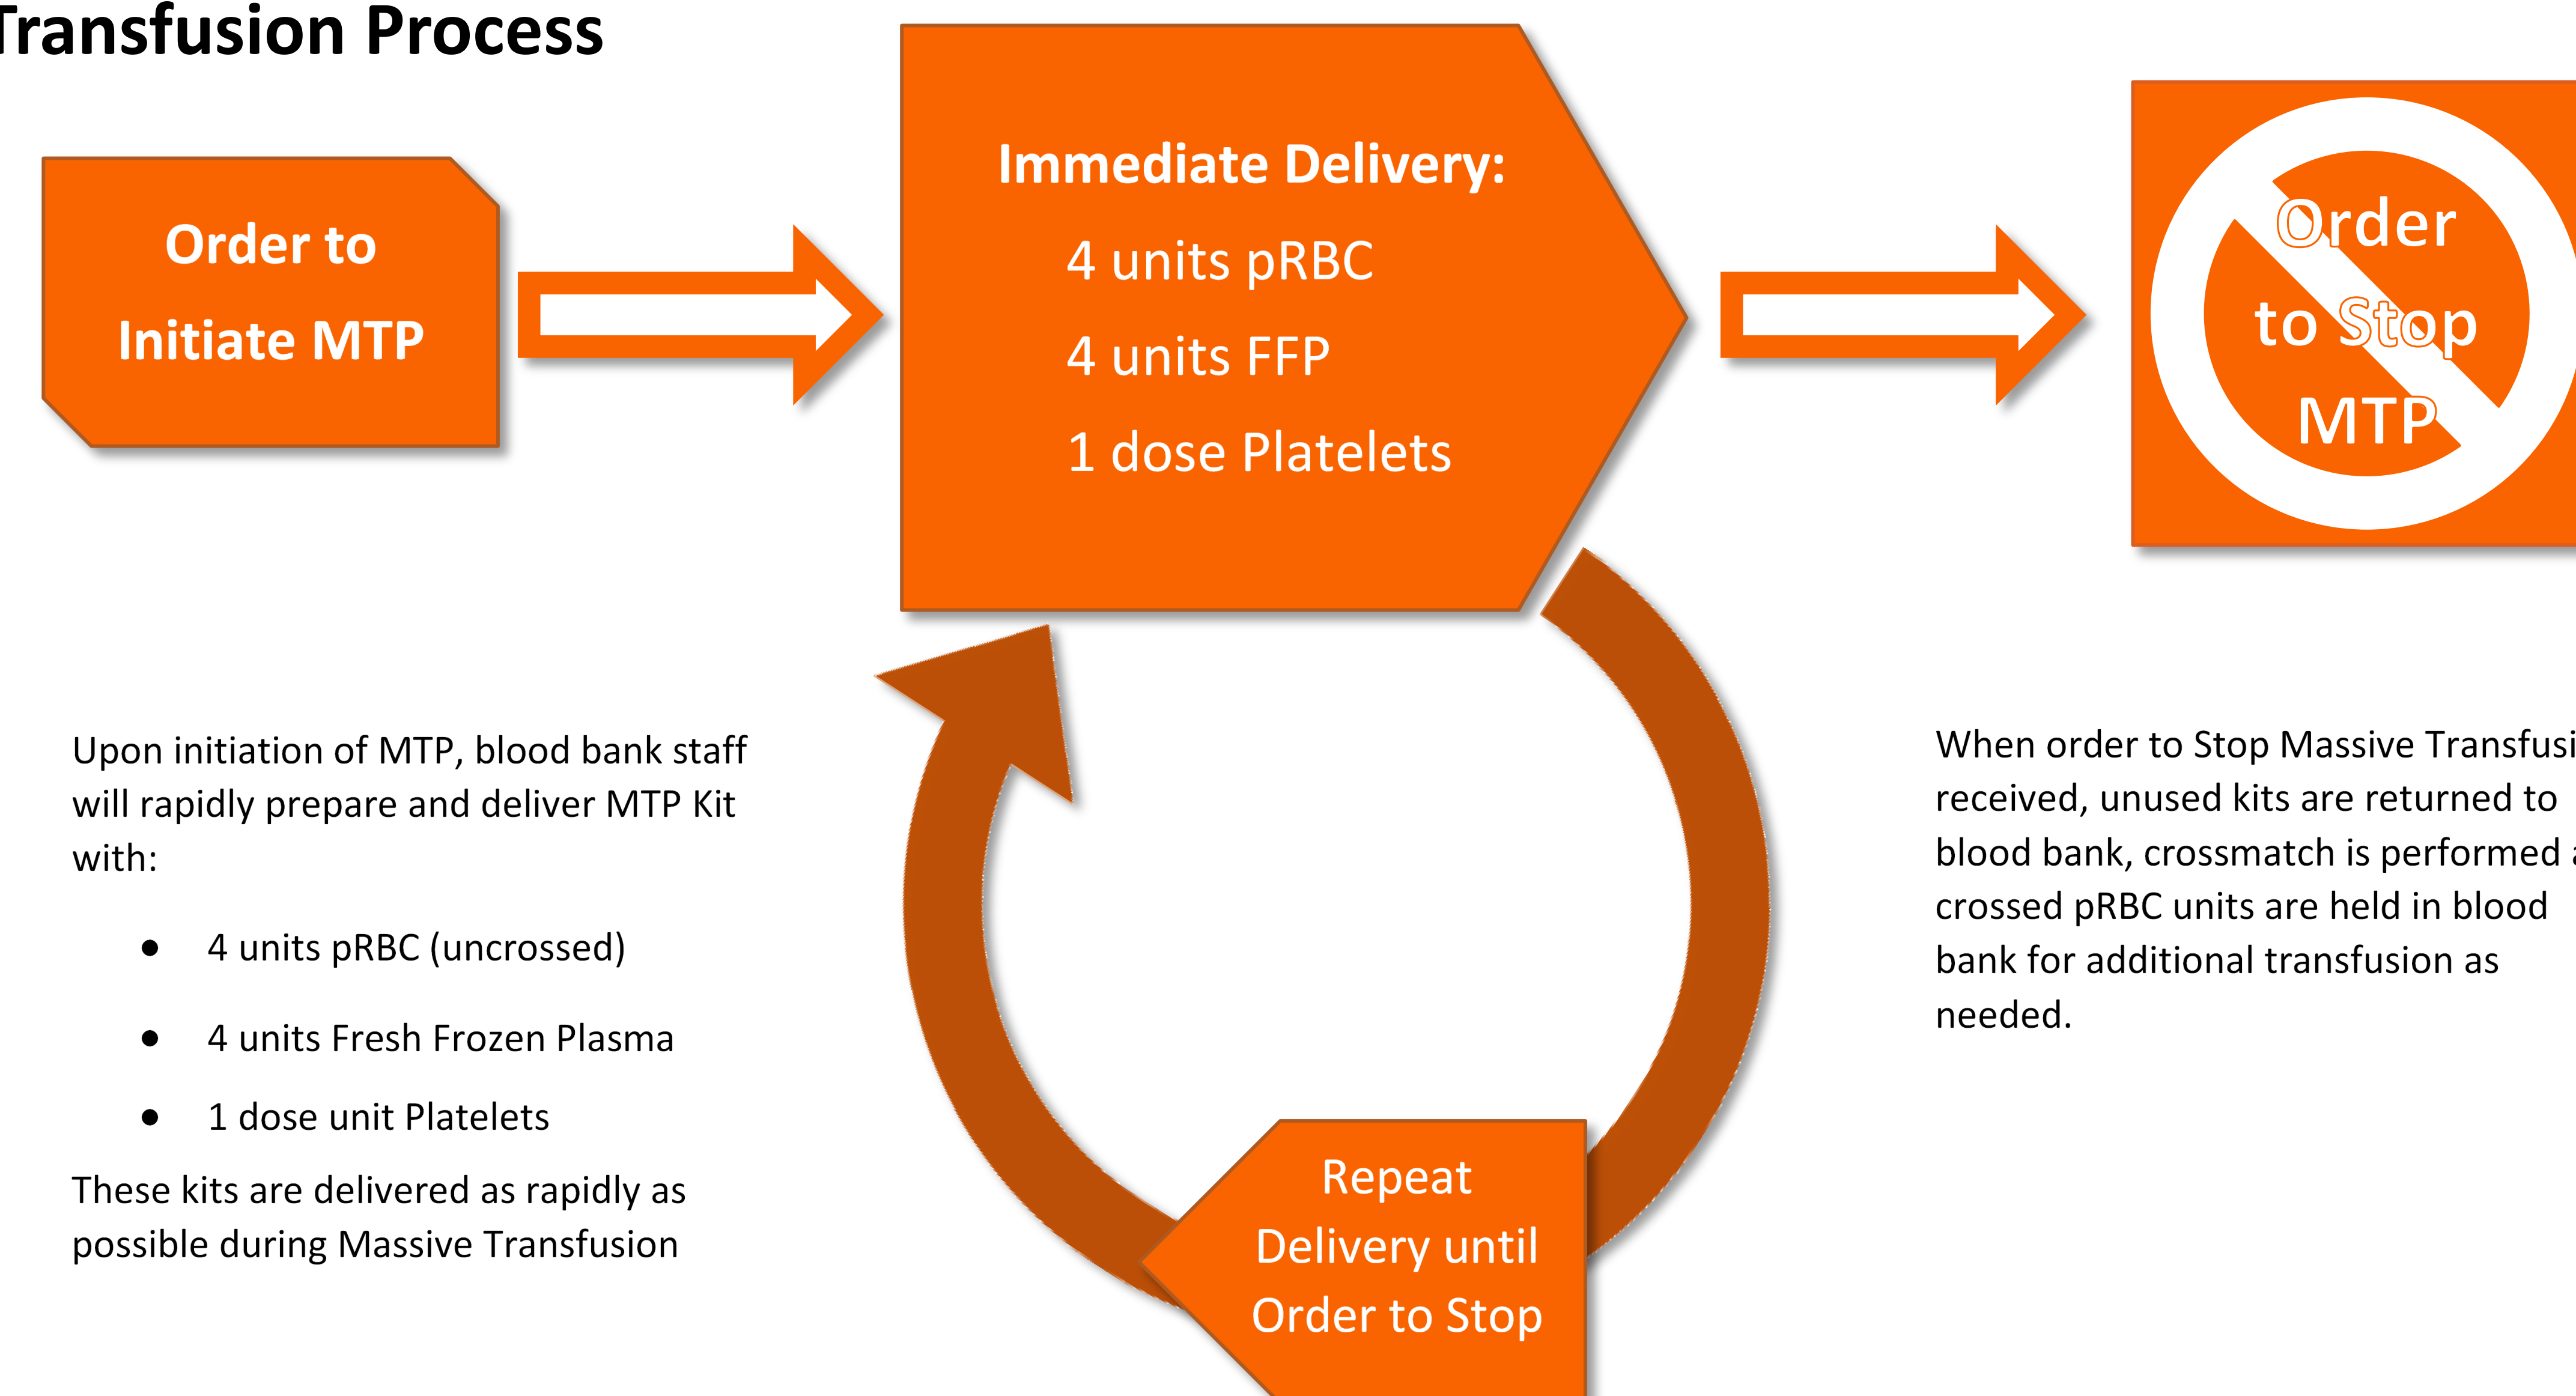 Transfusion Process
Order to
Initiate MTP
Immediate Delivery:
4 units pRBC
4 units FFP
1 dose Platelets
Order
to Stop
MTP
Upon initiation of MTP, blood bank staff
will rapidly prepare and deliver MTP Kit
with:
● 4 units pRBC (uncrossed)
● 4 units Fresh Frozen Plasma
● 1 dose unit Platelets
These kits are delivered as rapidly as
possible during Massive Transfusion
Repeat
Delivery until
Order to Stop
When order to Stop Massive
received, unused kits are returned to
blood bank, crossmatch is performed
crossed pRBC units are held in blood
bank for additional transfusion as
needed.